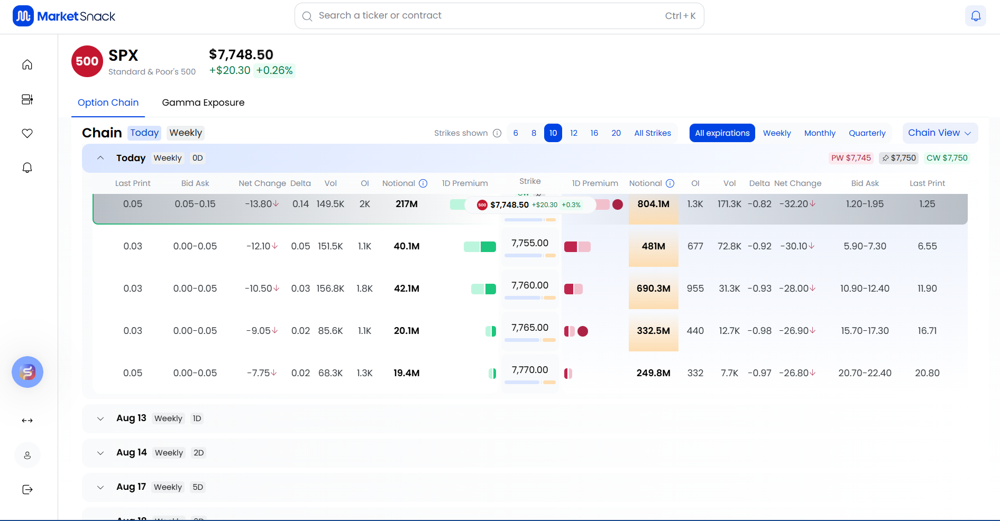 MarketSnack
Search a ticker or contract Ctrl + K
500 SPX $7,748.50
Standard & Poor's 500 +$20.30 +0.26%
Option Chain Gamma Exposure
Chain Today Weekly Strikes shown 6 8 10 12 16 20 All Strikes All expirations Weekly Monthly Quarterly Chain View
Today Weekly 0D PW $7,745 $7,750 CW $7,750
Last Print Bid Ask Net Change Delta Vol OI Notional 1D Premium Strike 1D Premium Notional OI Vol Delta Net Change Bid Ask Last Print
CW
0.05 0.05-0.15 -13.80↓ 0.14 149.5K 2K 217M 500 $7,748.50 +$20.30 +0.3% 804.1M 1.3K 171.3K -0.82 -32.20↓ 1.20-1.95 1.25
0.03 0.00-0.05 -12.10↓ 0.05 151.5K 1.1K 40.1M 7,755.00 481M 677 72.8K -0.92 -30.10↓ 5.90-7.30 6.55
0.03 0.00-0.05 -10.50↓ 0.03 156.8K 1.8K 42.1M 7,760.00 690.3M 955 31.3K -0.93 -28.00↓ 10.90-12.40 11.90
0.03 0.00-0.05 -9.05↓ 0.02 85.6K 1.1K 20.1M 7,765.00 332.5M 440 12.7K -0.98 -26.90↓ 15.70-17.30 16.71
0.05 0.00-0.05 -7.75↓ 0.02 68.3K 1.3K 19.4M 7,770.00 249.8M 332 7.7K -0.97 -26.80↓ 20.70-22.40 20.80
Aug 13 Weekly 1D
Aug 14 Weekly 2D
Aug 17 Weekly 5D
Aug 18 Weekly 6D